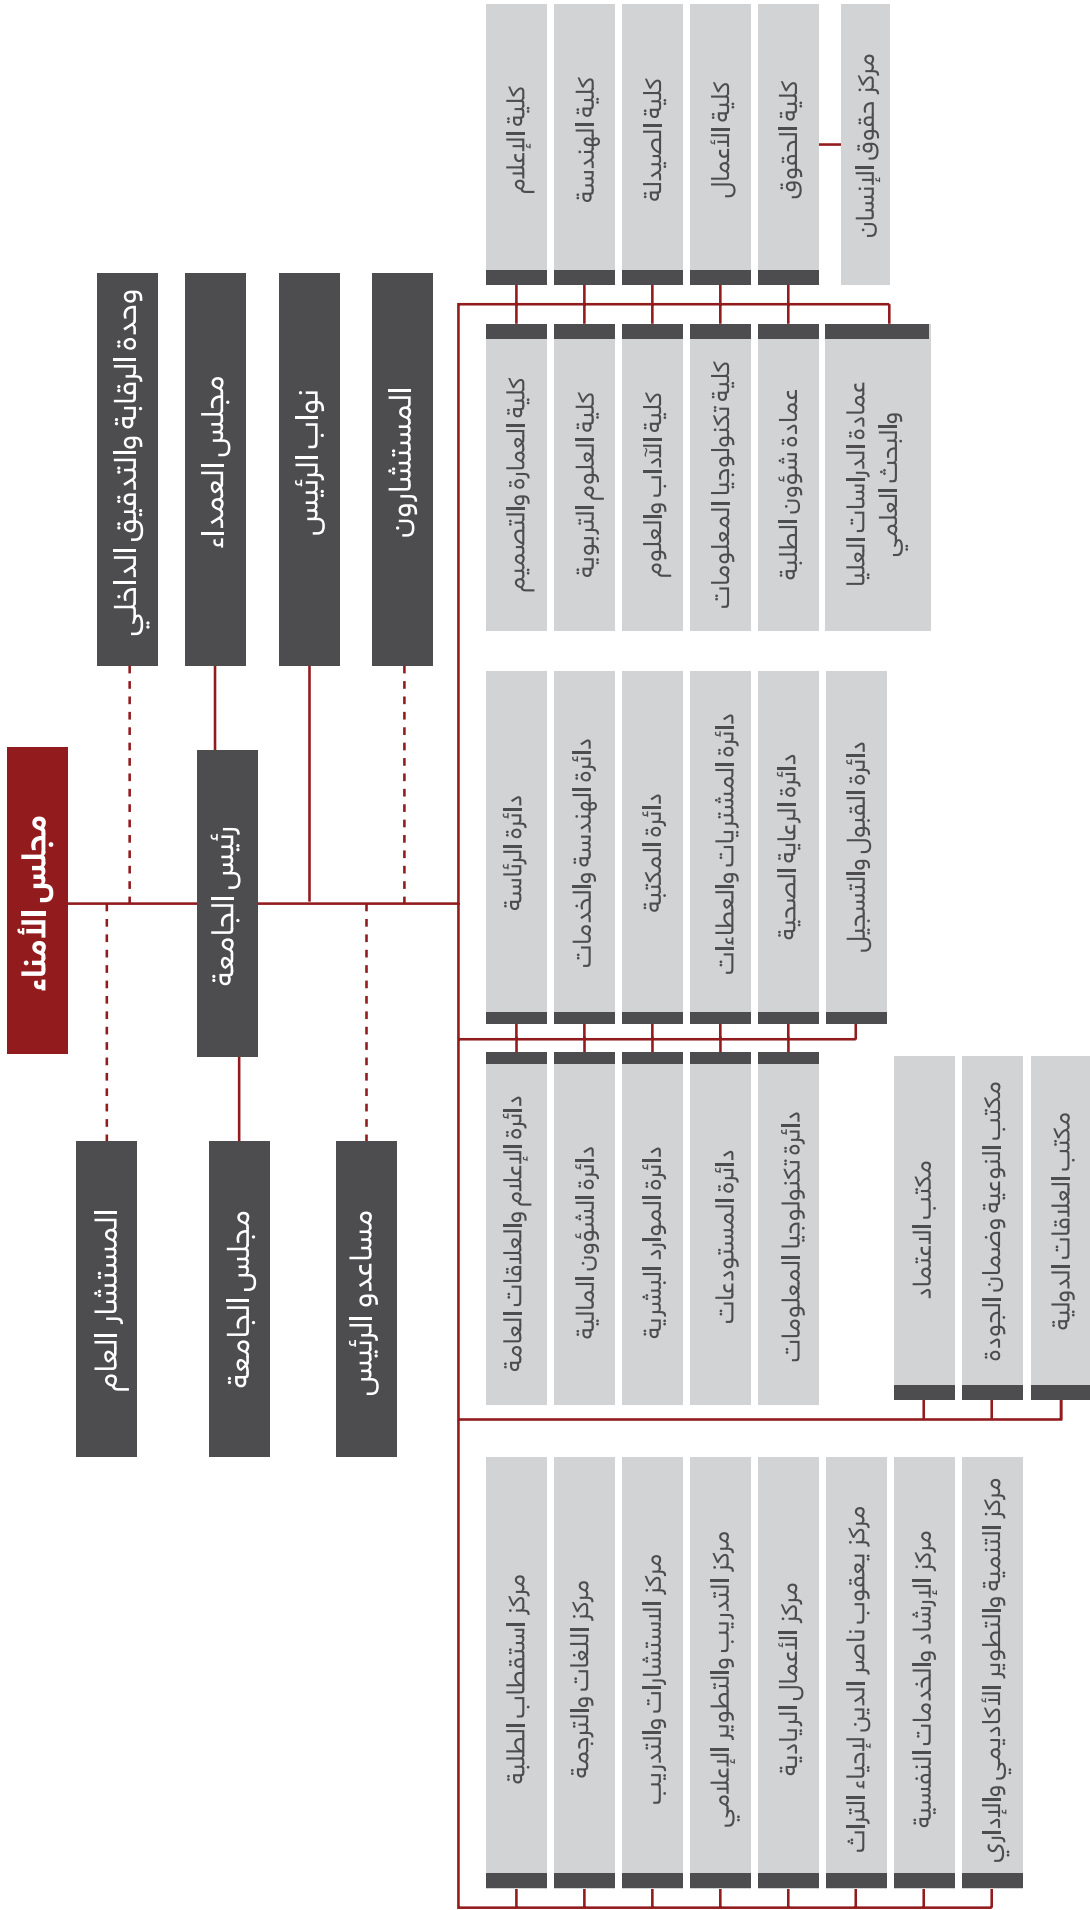 مجلس الأمناء
وحدة الرقابة والتدقيق الداخلي
المستشار العام
مجلس العمداء
رئيس الجامعة
مجلس الجامعة
نواب الرئيس
مساعدو الرئيس
المستشارون
كلية الإعلام
كلية الهندسة
كلية الصيدلة
كلية الأعمال
كلية الحقوق
مركز حقوق الإنسان
كلية العمارة والتصميم
كلية العلوم التربوية
كلية الآداب والعلوم
كلية تكنولوجيا المعلومات
عمادة شؤون الطلبة
عمادة الدراسات العليا
والبحث العلمي
دائرة الرئاسة
دائرة الهندسة والخدمات
دائرة المكتبة
دائرة المشتريات والعطاءات
دائرة الرعاية الصحية
دائرة القبول والتسجيل
دائرة الإعلام والعلاقات العامة
دائرة الشؤون المالية
دائرة الموارد البشرية
دائرة المستودعات
دائرة تكنولوجيا المعلومات
مكتب الاعتماد
مكتب النوعية وضمان الجودة
مكتب العلاقات الدولية
مركز استقطاب الطلبة
مركز اللغات والترجمة
مركز الاستشارات والتدريب
مركز التدريب والتطوير الإعلامي
مركز الأعمال الريادية
مركز يعقوب ناصر الدين لإحياء التراث
مركز الإرشاد والخدمات النفسية
مركز التنمية والتطوير الأكاديمي والإداري